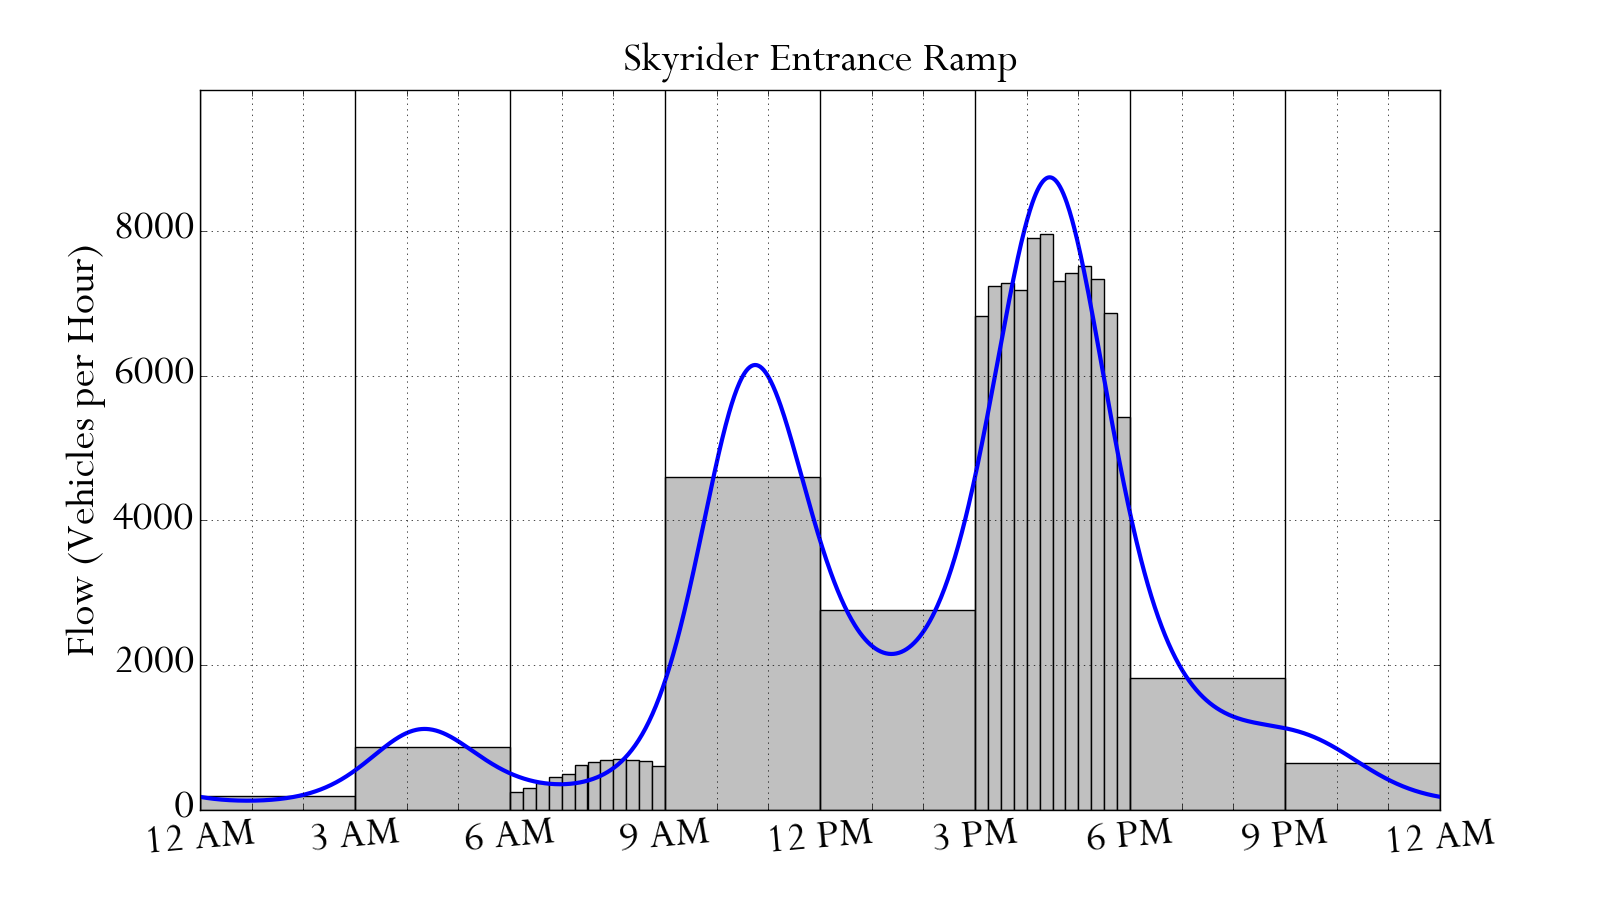 Skyrider Entrance Ramp
Flow (Vehicles per Hour)
8000
6000
4000
2000
0
12 AM 3 AM 6 AM 9 AM 12 PM 3 PM 6 PM 9 PM 12 AM